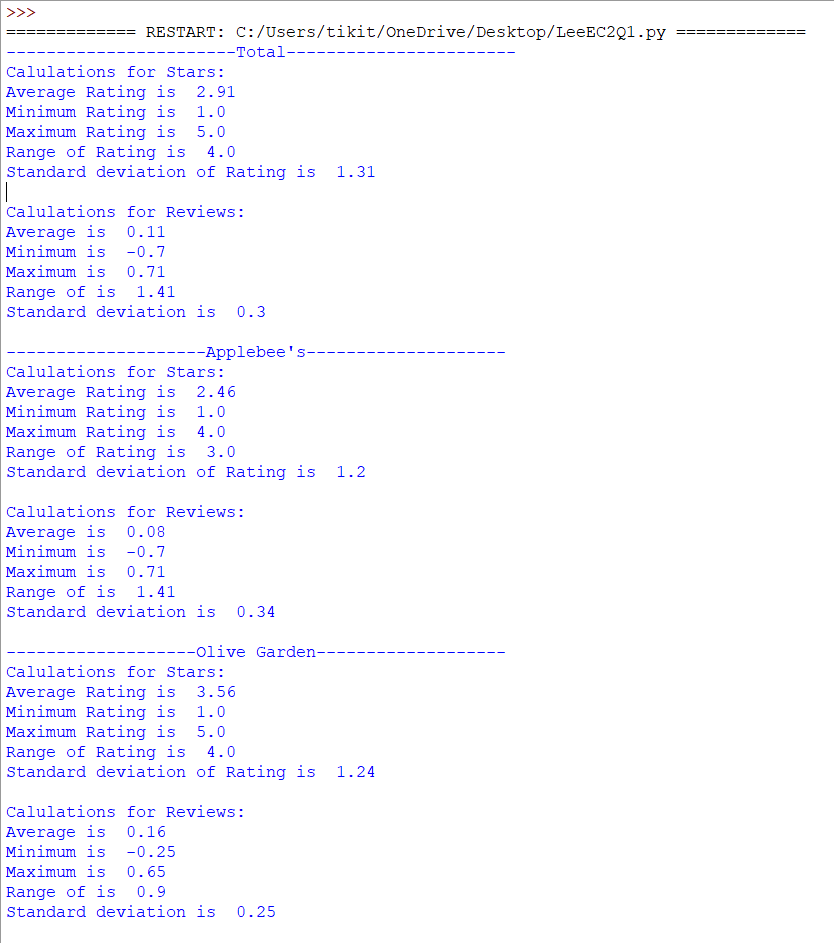 >>>
============= RESTART: C:/Users/tikit/OneDrive/Desktop/LeeEC2Q1.py =============
-----------------------Total-----------------------
Calulations for Stars:
Average Rating is  2.91
Minimum Rating is  1.0
Maximum Rating is  5.0
Range of Rating is  4.0
Standard deviation of Rating is  1.31

Calulations for Reviews:
Average is  0.11
Minimum is  -0.7
Maximum is  0.71
Range of is  1.41
Standard deviation is  0.3

--------------------Applebee's--------------------
Calulations for Stars:
Average Rating is  2.46
Minimum Rating is  1.0
Maximum Rating is  4.0
Range of Rating is  3.0
Standard deviation of Rating is  1.2

Calulations for Reviews:
Average is  0.08
Minimum is  -0.7
Maximum is  0.71
Range of is  1.41
Standard deviation is  0.34

-------------------Olive Garden-------------------
Calulations for Stars:
Average Rating is  3.56
Minimum Rating is  1.0
Maximum Rating is  5.0
Range of Rating is  4.0
Standard deviation of Rating is  1.24

Calulations for Reviews:
Average is  0.16
Minimum is  -0.25
Maximum is  0.65
Range of is  0.9
Standard deviation is  0.25